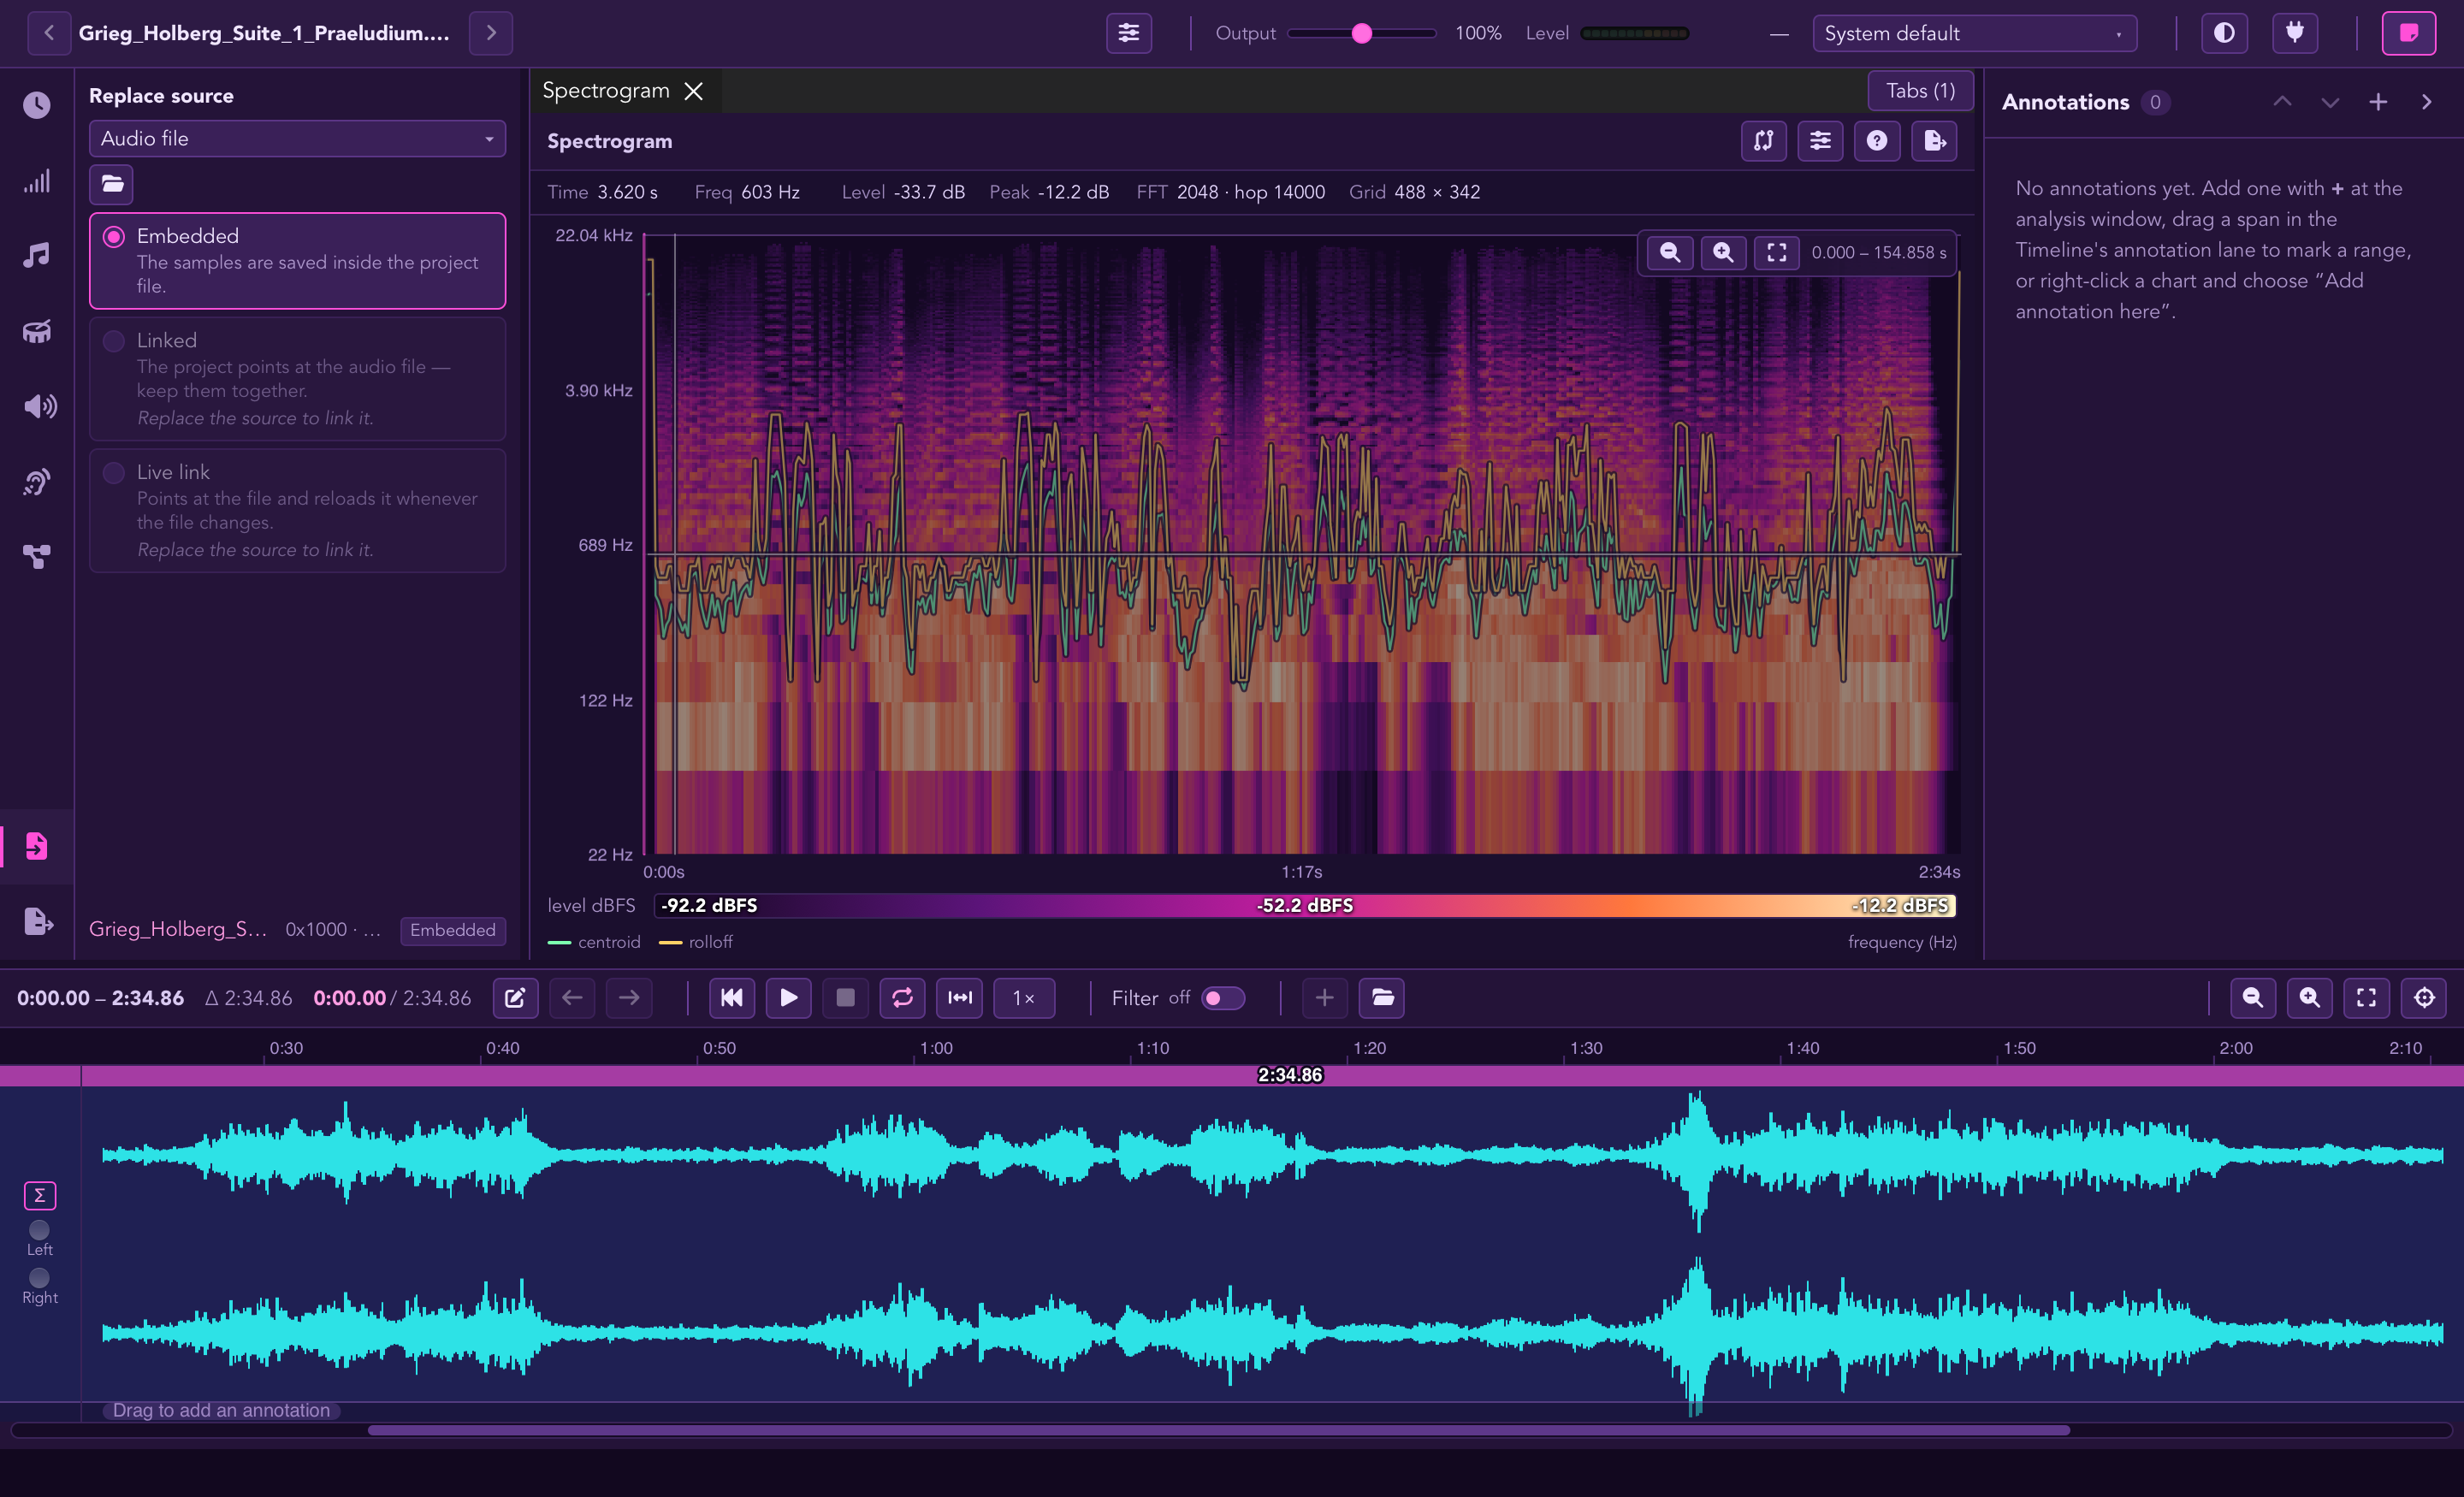 Grieg_Holberg_Suite_1_Praeludium....
Output 100% Level — System default
Replace source
Audio file
Embedded
The samples are saved inside the project
file.
Linked
The project points at the audio file —
keep them together.
Replace the source to link it.
Live link
Points at the file and reloads it whenever
the file changes.
Replace the source to link it.
Grieg_Holberg_S... 0x1000 · ... Embedded
Spectrogram
Tabs (1)
Spectrogram
Time 3.620 s Freq 603 Hz Level -33.7 dB Peak -12.2 dB FFT 2048 · hop 14000 Grid 488 × 342
0.000 – 154.858 s
22.04 kHz
3.90 kHz
689 Hz
122 Hz
22 Hz
0:00s 1:17s 2:34s
level dBFS -92.2 dBFS -52.2 dBFS -12.2 dBFS
centroid rolloff frequency (Hz)
Annotations 0
No annotations yet. Add one with + at the
analysis window, drag a span in the
Timeline's annotation lane to mark a range,
or right-click a chart and choose “Add
annotation here”.
0:00.00 – 2:34.86 Δ 2:34.86 0:00.00 / 2:34.86 1× Filter off
0:30 0:40 0:50 1:00 1:10 1:20 1:30 1:40 1:50 2:00 2:10
2:34.86
Σ
Left
Right
Drag to add an annotation